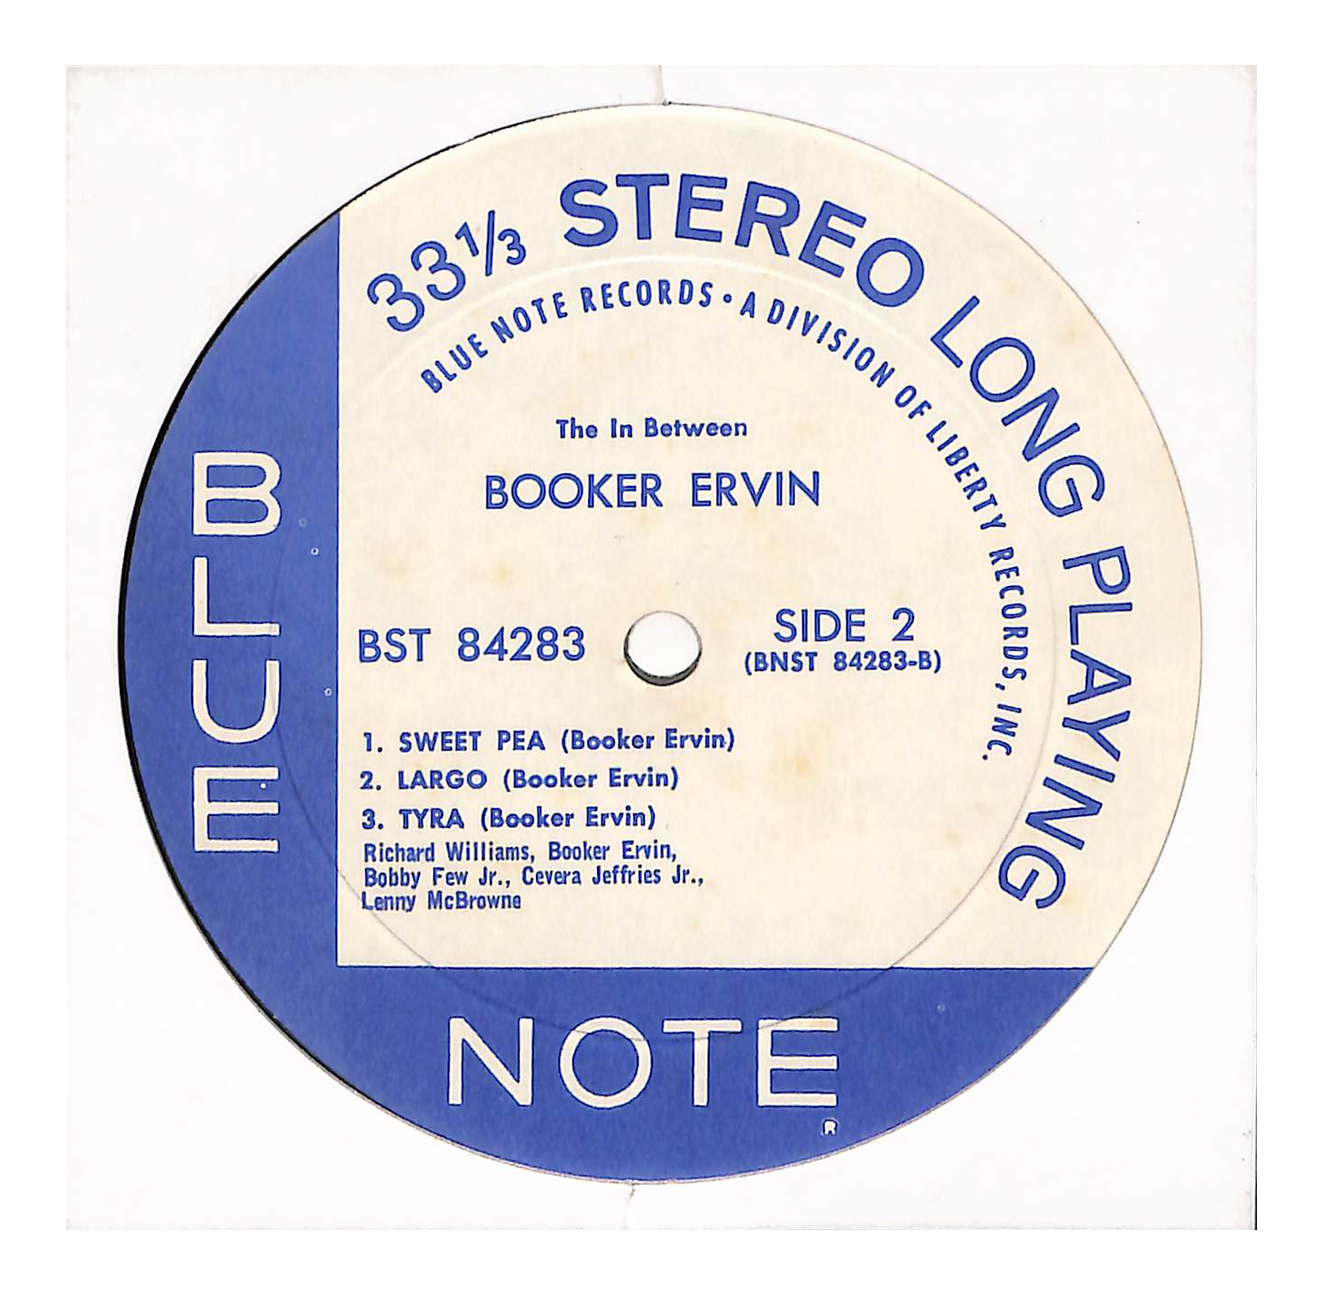 33⅓ STEREO LONG PLAYING
BLUE NOTE RECORDS • A DIVISION OF LIBERTY RECORDS, INC.
The In Between
BOOKER ERVIN
BST 84283
SIDE 2
(BNST 84283-B)
1. SWEET PEA (Booker Ervin)
2. LARGO (Booker Ervin)
3. TYRA (Booker Ervin)
Richard Williams, Booker Ervin,
Bobby Few Jr., Cevera Jeffries Jr.,
Lenny McBrowne
BLUE
NOTE
®